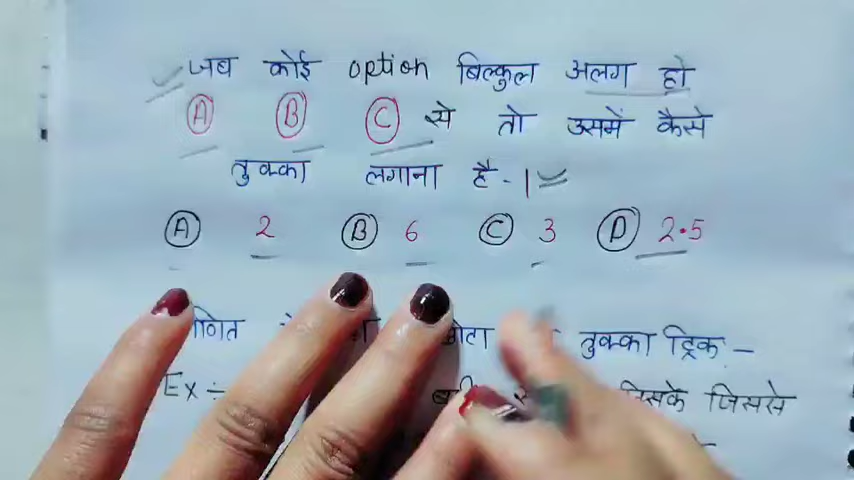 जब कोई option बिल्कुल अलग हो
A B C से तो उसमें कैसे
तुक्का लगाना है -
A 2 B 6 C 3 D 2.5
तुक्का ट्रिक -
Ex ÷ जिसके जिससे